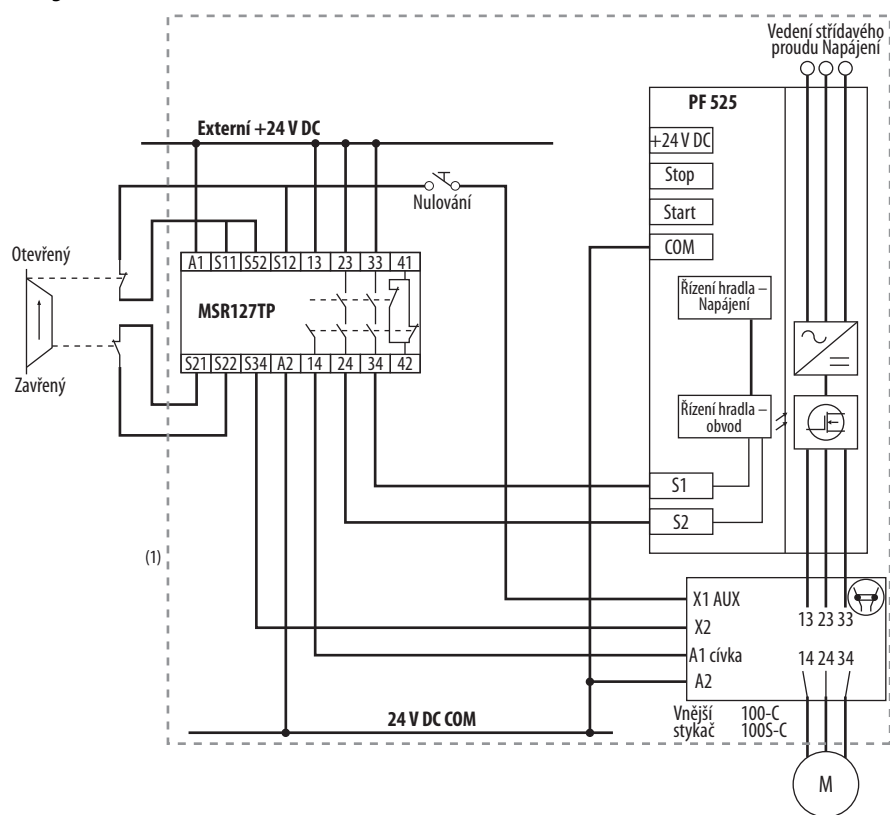 Vedení střídavého
proudu Napájení
PF 525
Externí +24 V DC
+24 V DC
Stop
Nulování
Start
COM
Otevřený
A1 S11 S52 S12 13 23 33 41
Řízení hradla –
Napájení
MSR127TP
S21 S22 S34 A2 14 24 34 42
Zavřený
Řízení hradla –
obvod
S1
S2
(1)
X1 AUX
13 23 33
X2
A1 cívka
14 24 34
A2
24 V DC COM
Vnější
stykač
100-C
100S-C
M